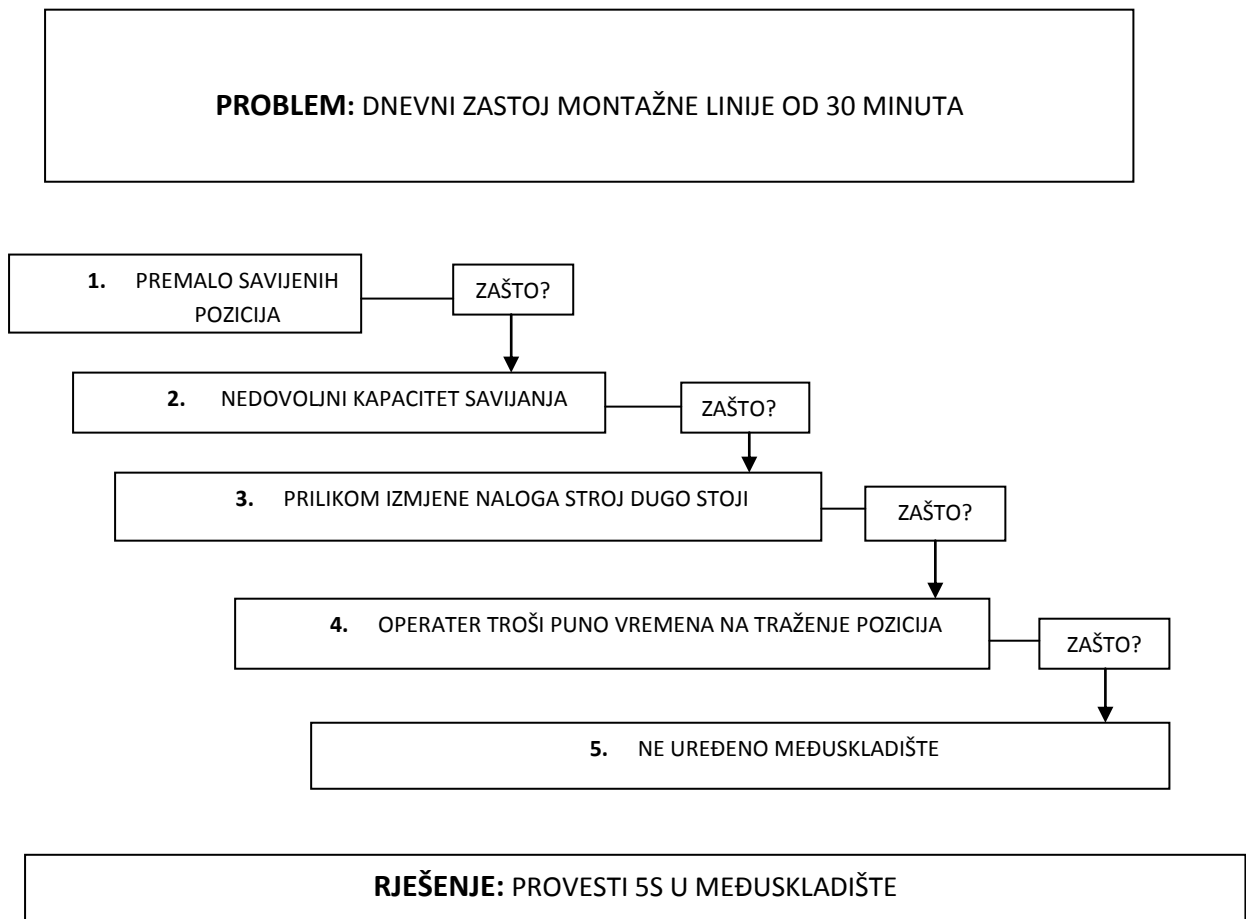 PROBLEM: DNEVNI ZASTOJ MONTAŽNE LINIJE OD 30 MINUTA
1. PREMALO SAVIJENIH
POZICIJA
ZAŠTO?
2. NEDOVOLJNI KAPACITET SAVIJANJA
ZAŠTO?
3. PRILIKOM IZMJENE NALOGA STROJ DUGO STOJI
ZAŠTO?
4. OPERATER TROŠI PUNO VREMENA NA TRAŽENJE POZICIJA
ZAŠTO?
5. NE UREĐENO MEĐUSKLADIŠTE
RJEŠENJE: PROVESTI 5S U MEĐUSKLADIŠTE